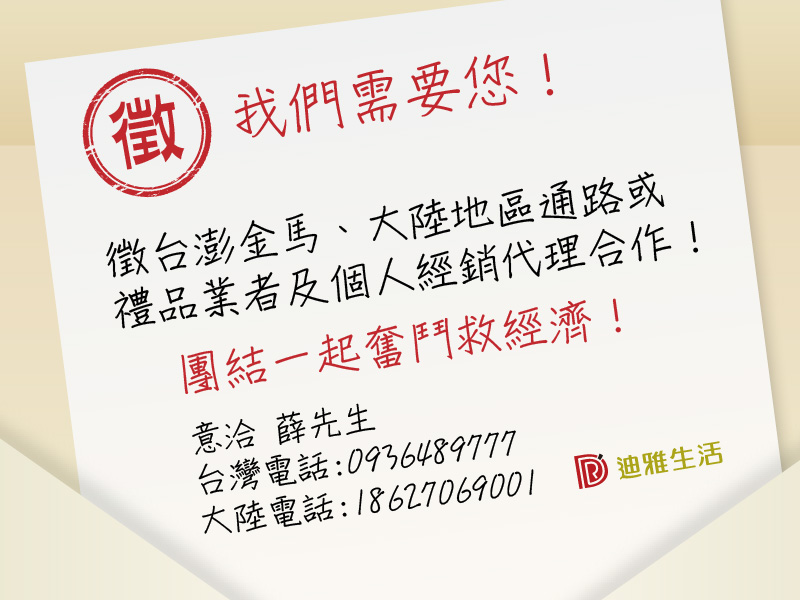 徵
我們需要您！
徵台澎金馬、大陸地區通路或
禮品業者及個人經銷代理合作！
團結一起奮鬥救經濟！
意洽 薛先生
台灣電話:0936489777
大陸電話:18627069001
迪雅生活